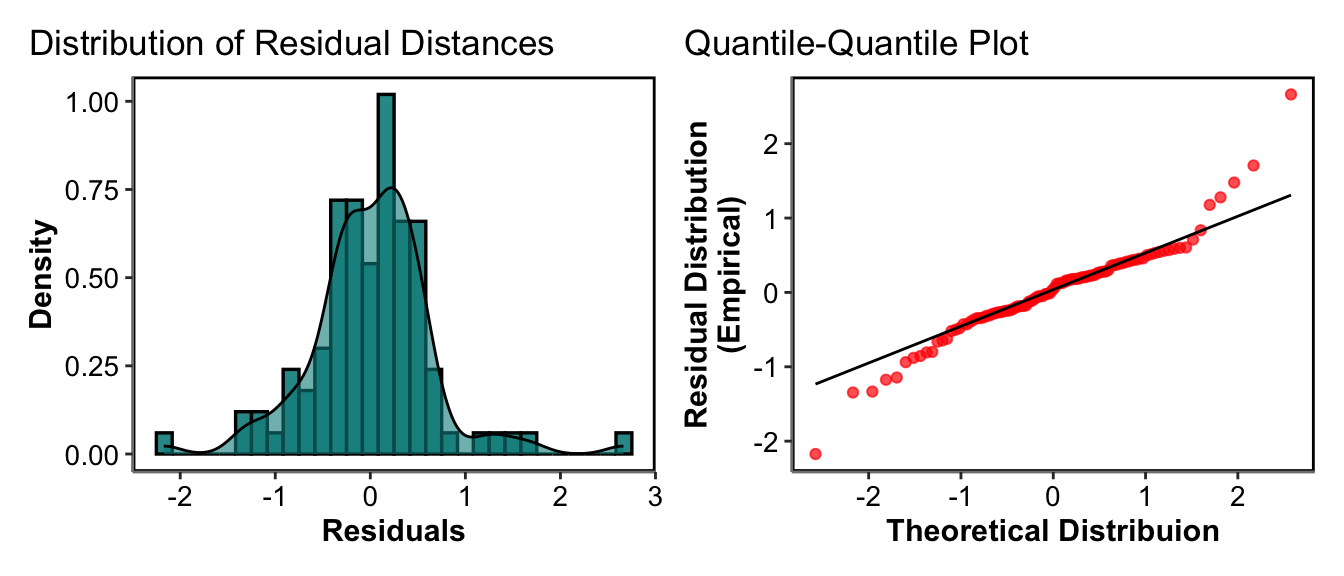 Distribution of Residual Distances
1.00
0.75
0.50
0.25
0.00
Density
-2 -1 0 1 2 3
Residuals
Quantile-Quantile Plot
2
1
0
-1
-2
Residual Distribution
(Empirical)
-2 -1 0 1 2
Theoretical Distribuion